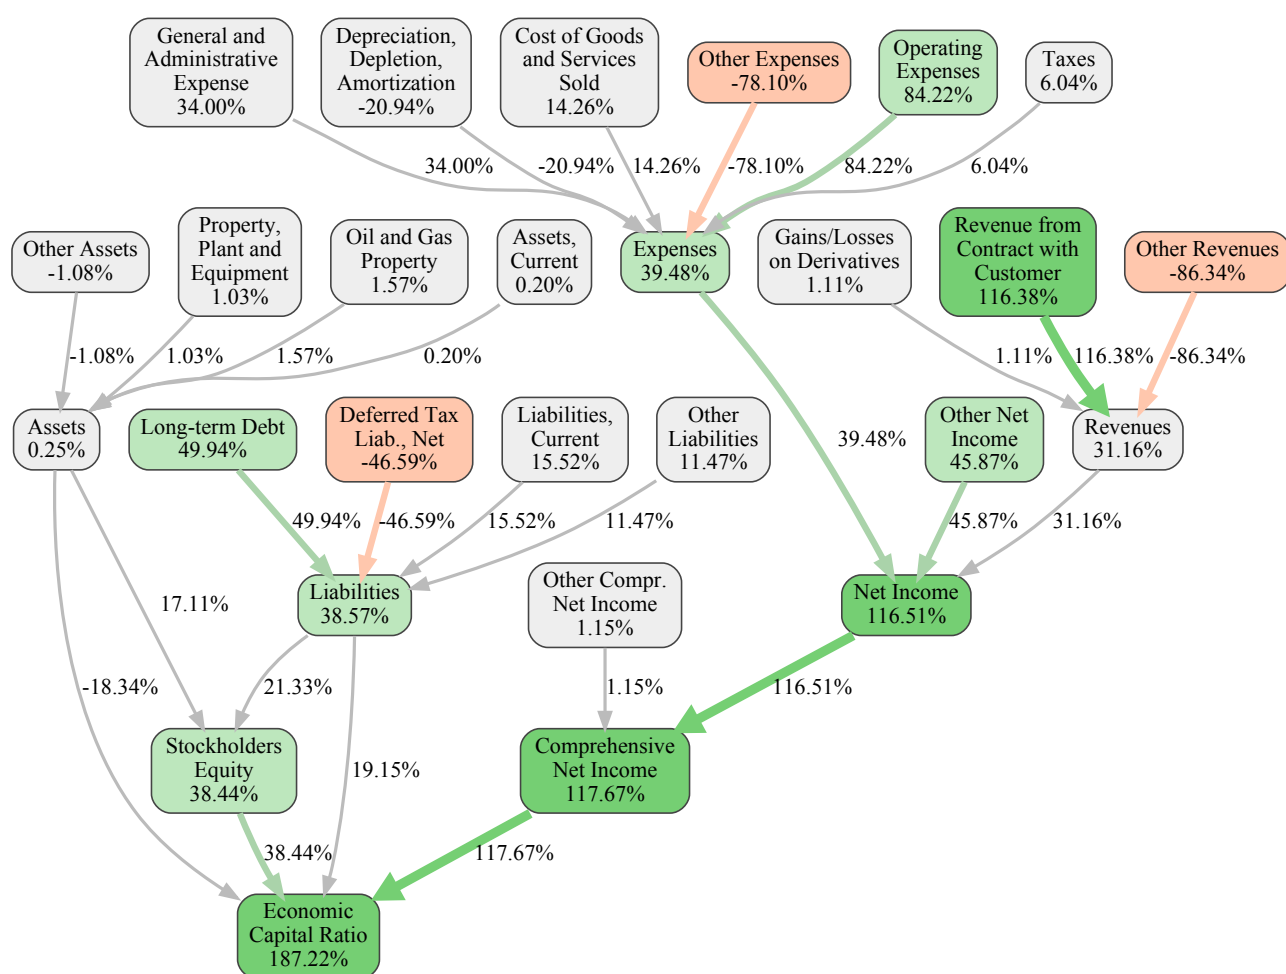 General and
Administrative
Expense
34.00%
Depreciation,
Depletion,
Amortization
-20.94%
Cost of Goods
and Services
Sold
14.26%
Other Expenses
-78.10%
Operating
Expenses
84.22%
Taxes
6.04%
34.00%
-20.94%
14.26%
-78.10%
84.22%
6.04%
Other Assets
-1.08%
Property,
Plant and
Equipment
1.03%
Oil and Gas
Property
1.57%
Assets,
Current
0.20%
Expenses
39.48%
Gains/Losses
on Derivatives
1.11%
Revenue from
Contract with
Customer
116.38%
Other Revenues
-86.34%
-1.08%
1.03%
1.57%
0.20%
1.11%
116.38%
-86.34%
Assets
0.25%
Long-term Debt
49.94%
Deferred Tax
Liab., Net
-46.59%
Liabilities,
Current
15.52%
Other
Liabilities
11.47%
39.48%
Other Net
Income
45.87%
Revenues
31.16%
49.94%
-46.59%
15.52%
11.47%
45.87%
31.16%
17.11%
Liabilities
38.57%
Other Compr.
Net Income
1.15%
Net Income
116.51%
-18.34%
21.33%
1.15%
116.51%
Stockholders
Equity
38.44%
19.15%
Comprehensive
Net Income
117.67%
38.44%
117.67%
Economic
Capital Ratio
187.22%